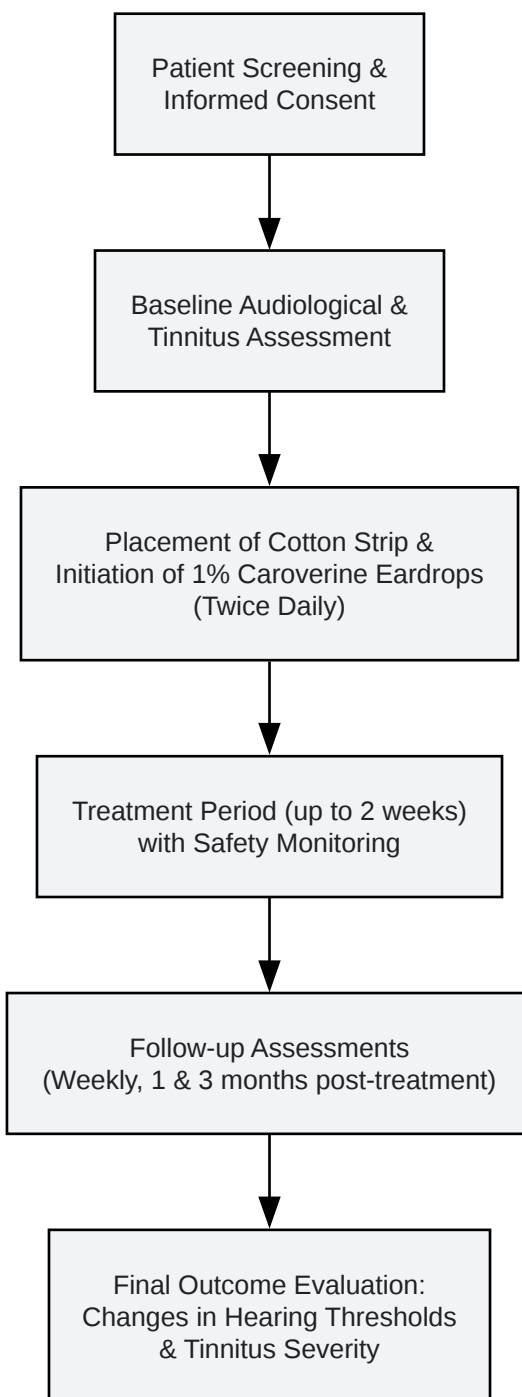 Patient Screening &
Informed Consent
Baseline Audiological &
Tinnitus Assessment
Placement of Cotton Strip &
Initiation of 1% Caroverine Eardrops
(Twice Daily)
Treatment Period (up to 2 weeks)
with Safety Monitoring
Follow-up Assessments
(Weekly, 1 & 3 months post-treatment)
Final Outcome Evaluation:
Changes in Hearing Thresholds
& Tinnitus Severity